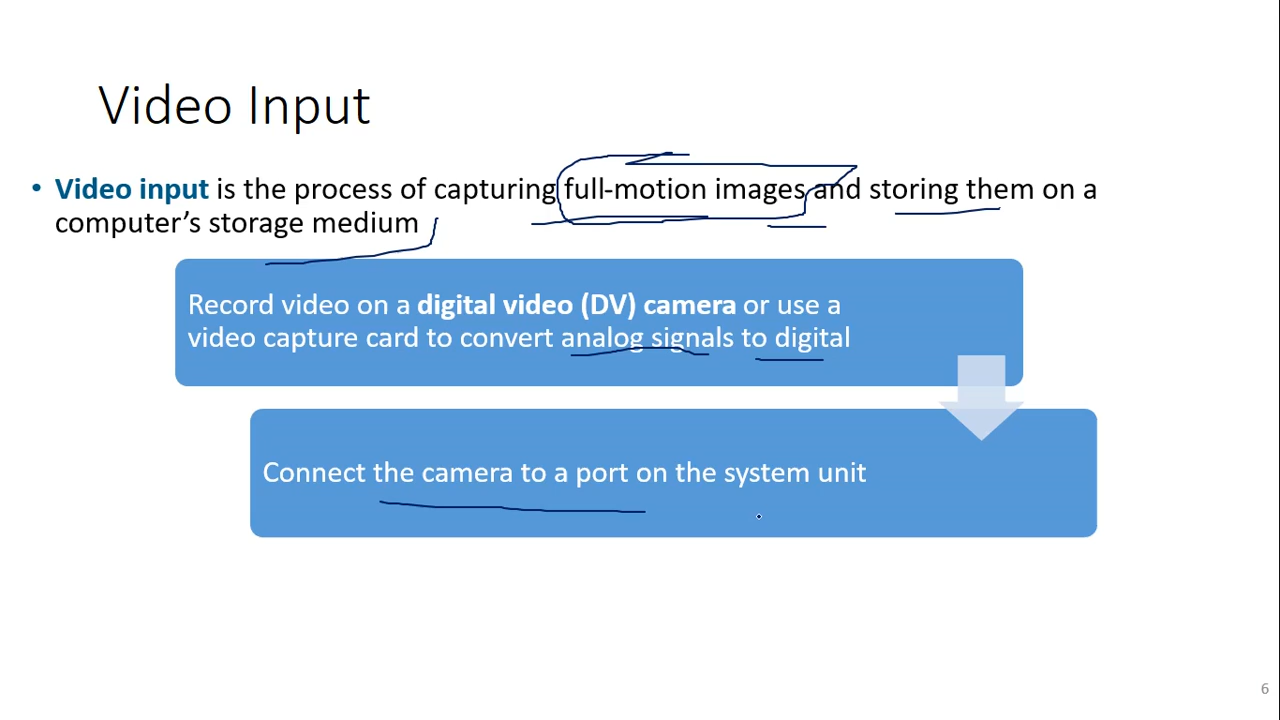 Video Input
• Video input is the process of capturing full-motion images and storing them on a
computer’s storage medium
Record video on a digital video (DV) camera or use a
video capture card to convert analog signals to digital
Connect the camera to a port on the system unit
6